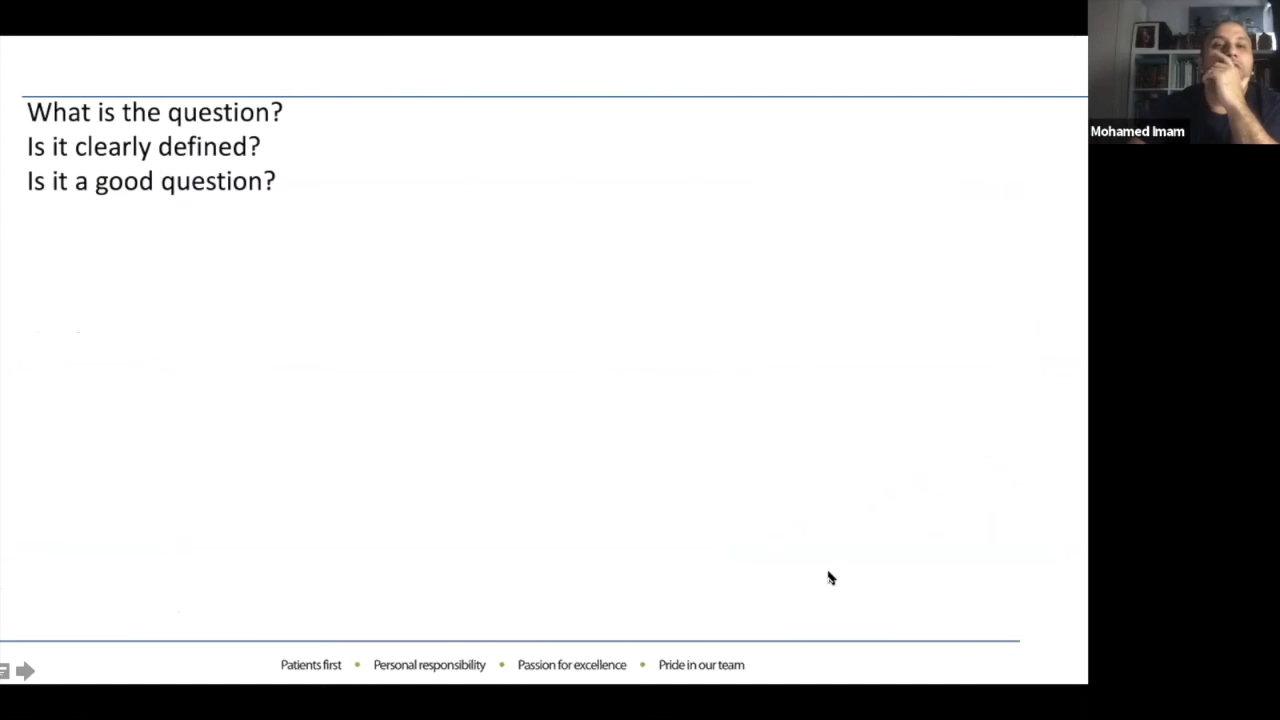 What is the question?
Is it clearly defined?
Is it a good question?
Mohamed Imam
Patients first • Personal responsibility • Passion for excellence • Pride in our team